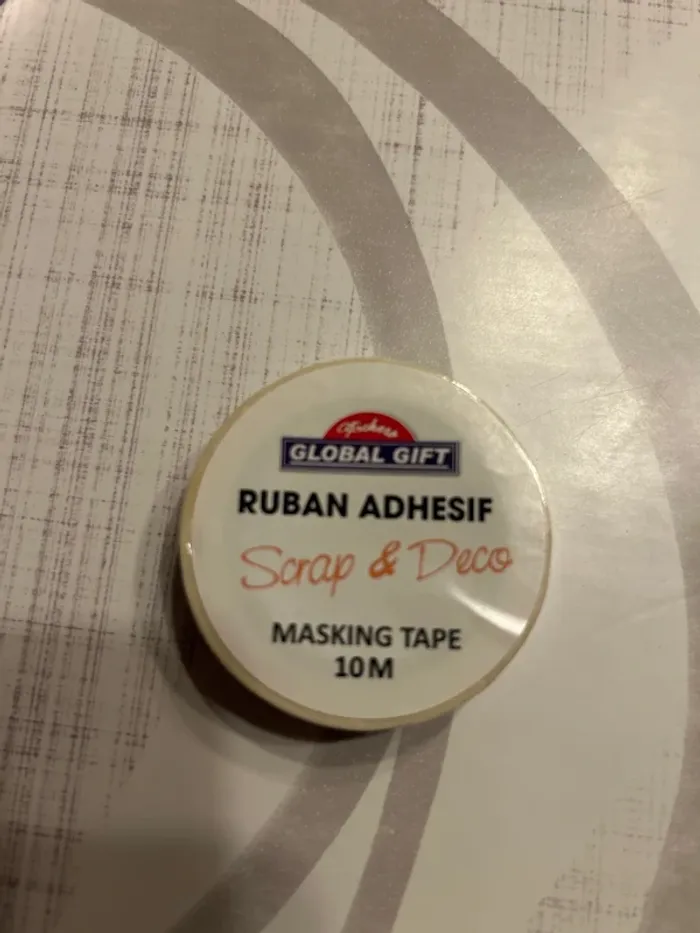 GLOBAL GIFT
RUBAN ADHESIF
Scrap & Deco
MASKING TAPE
10M